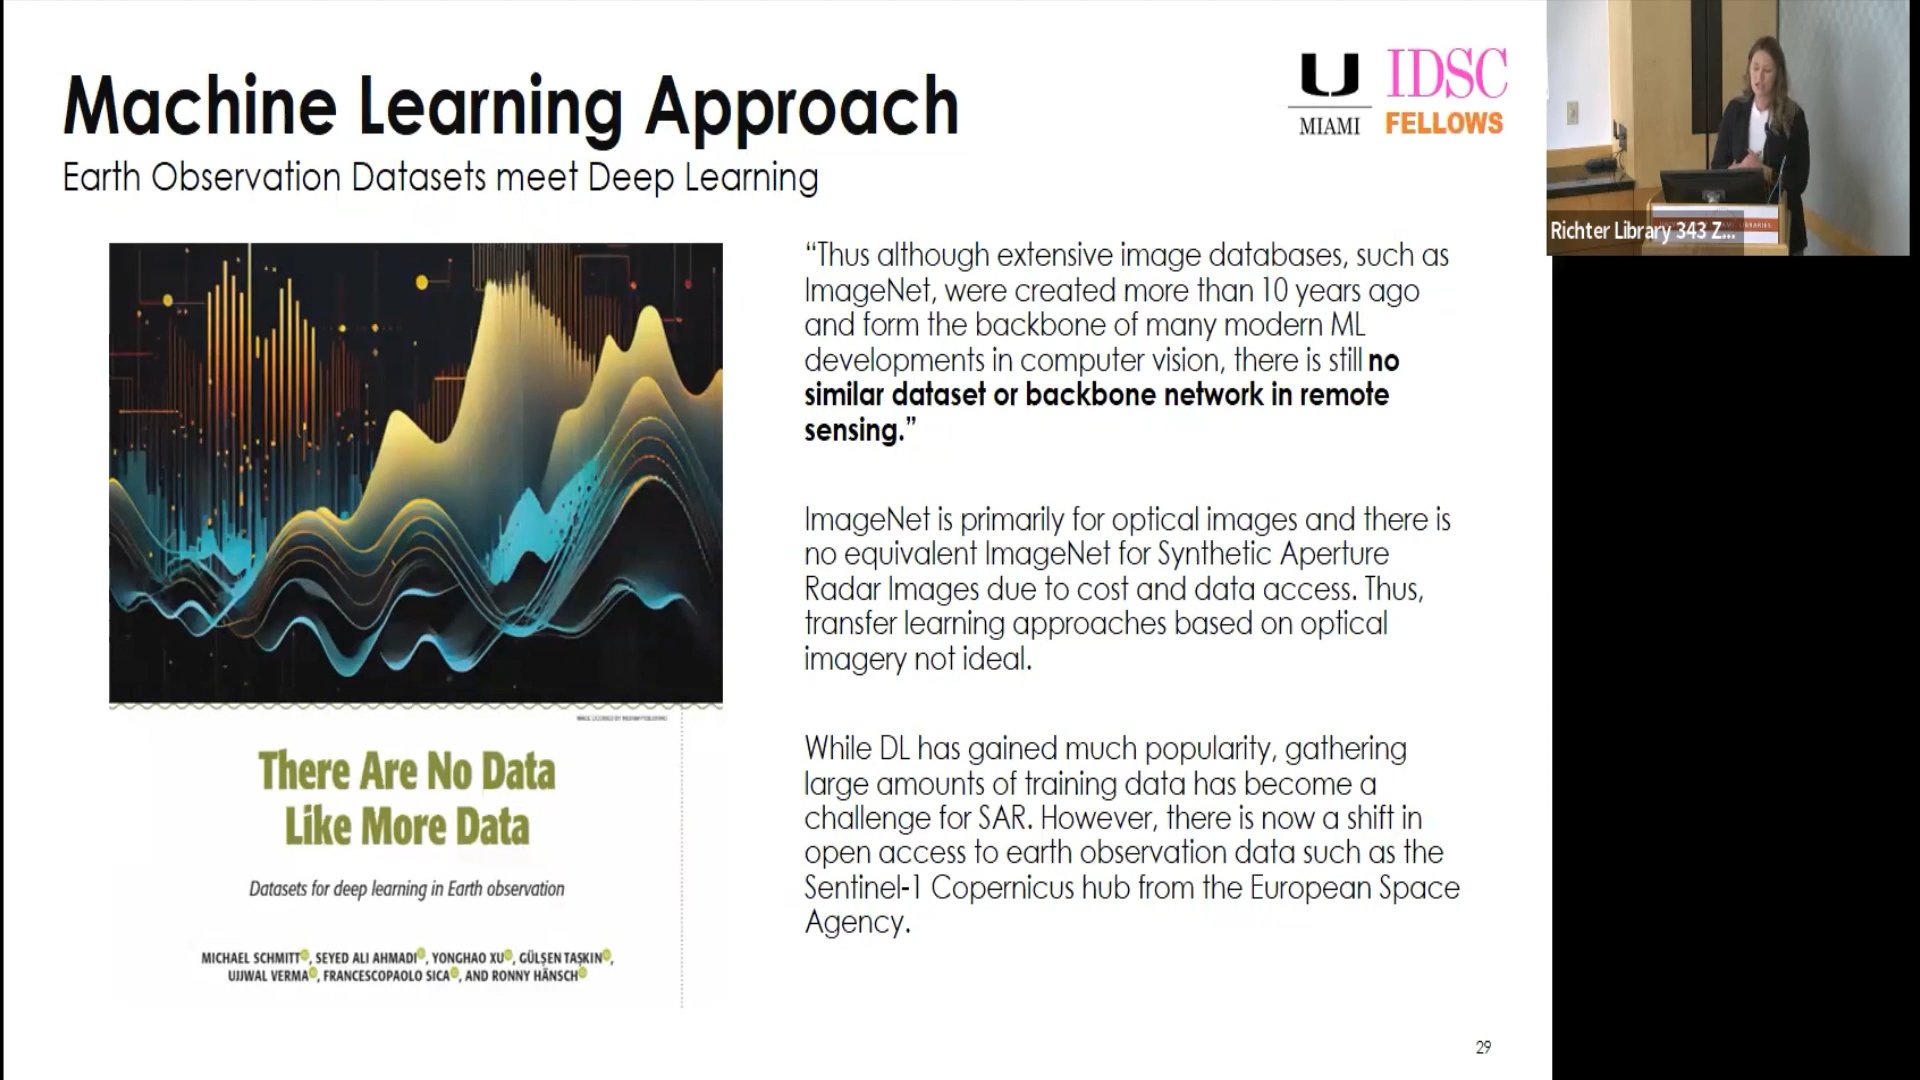 Machine Learning Approach
Earth Observation Datasets meet Deep Learning
U
MIAMI
IDSC
FELLOWS
Richter Library 343 Z...
LIBRARIES
“Thus although extensive image databases, such as
ImageNet, were created more than 10 years ago
and form the backbone of many modern ML
developments in computer vision, there is still no
similar dataset or backbone network in remote
sensing.”
ImageNet is primarily for optical images and there is
no equivalent ImageNet for Synthetic Aperture
Radar Images due to cost and data access. Thus,
transfer learning approaches based on optical
imagery not ideal.
While DL has gained much popularity, gathering
large amounts of training data has become a
challenge for SAR. However, there is now a shift in
open access to earth observation data such as the
Sentinel-1 Copernicus hub from the European Space
Agency.
There Are No Data
Like More Data
Datasets for deep learning in Earth observation
MICHAEL SCHMITT, SEYED ALI AHMADI, YONGHAO XU, GÜLŞEN TAŞKIN,
UJJWAL VERMA, FRANCESCOPAOLO SICA, AND RONNY HÄNSCH
29